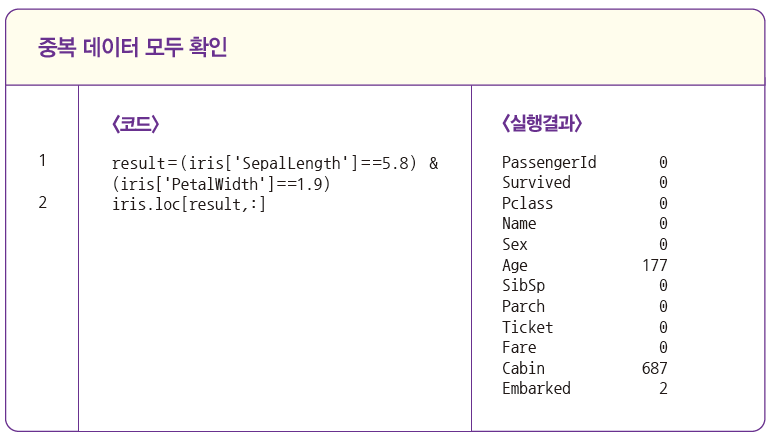 중복 데이터 모두 확인
<코드>
1 result=(iris['SepalLength']==5.8) &
(iris['PetalWidth']==1.9)
2 iris.loc[result,:]
<실행결과>
PassengerId 0
Survived 0
Pclass 0
Name 0
Sex 0
Age 177
SibSp 0
Parch 0
Ticket 0
Fare 0
Cabin 687
Embarked 2